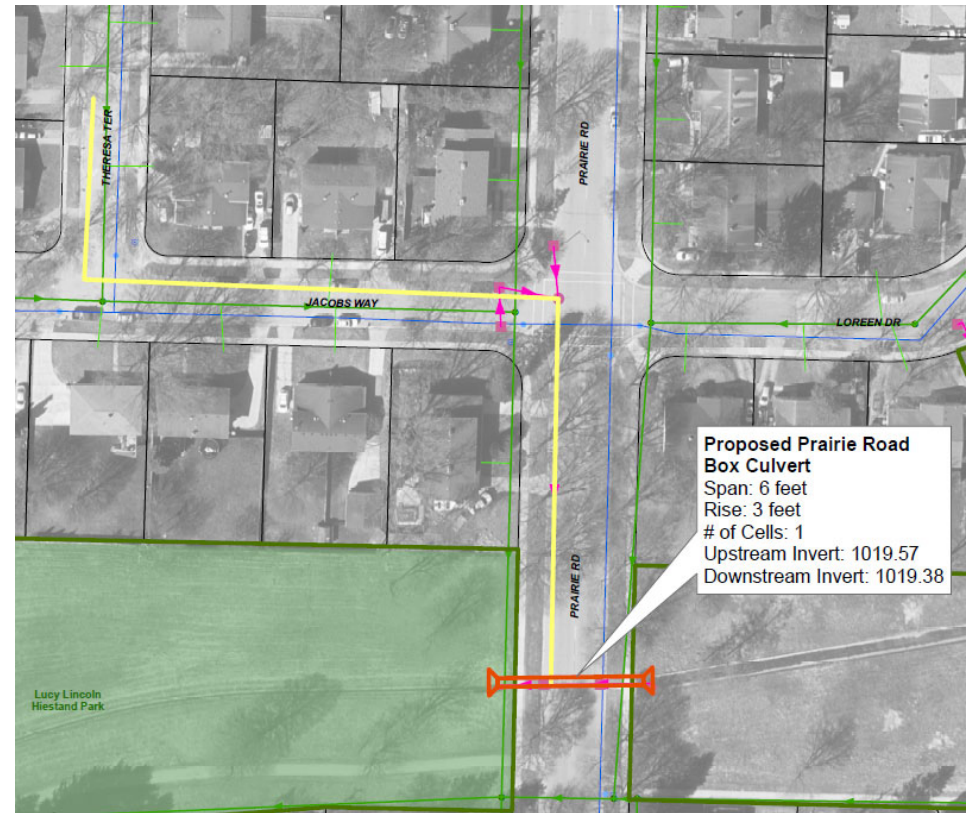 THERESA TER
PRAIRIE RD
JACOBS WAY
LOREEN DR
Proposed Prairie Road
Box Culvert
Span: 6 feet
Rise: 3 feet
# of Cells: 1
Upstream Invert: 1019.57
Downstream Invert: 1019.38
PRAIRIE RD
Lucy Lincoln
Hiestand Park